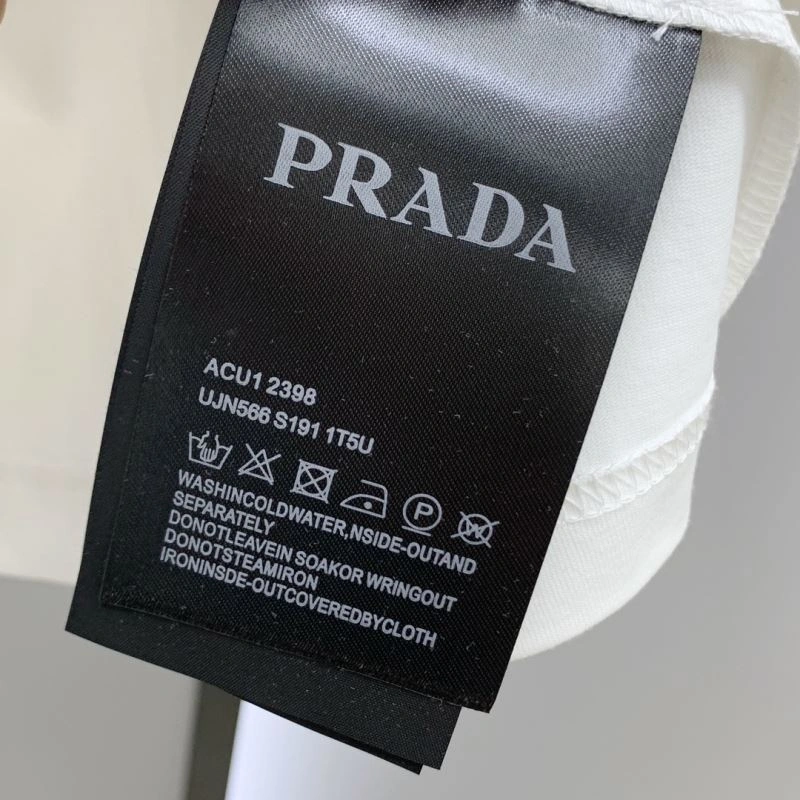 PRADA
ACU1 2398
UJN566 S191 1T5U
P
WASHINCOLDWATER,NSIDE-OUTAND
SEPARATELY
DONOTLEAVEIN SOAKOR WRINGOUT
DONOTSTEAMIRON
IRONINSDE-OUTCOVEREDBYCLOTH